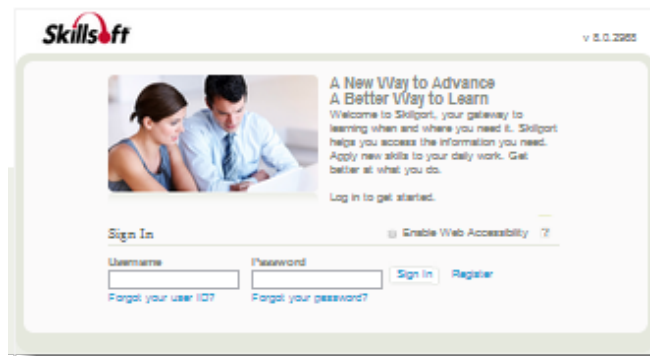 Skillsoft
v 8.0.2988
A New Way to Advance
A Better Way to Learn
Welcome to Skillport, your gateway to
learning when and where you need it. Skillport
helps you access the information you need.
Apply new skills to your daily work. Get
better at what you do.
Log in to get started.
Sign In
Enable Web Accessibility ?
Username Password
Sign In Register
Forgot your user ID? Forgot your password?